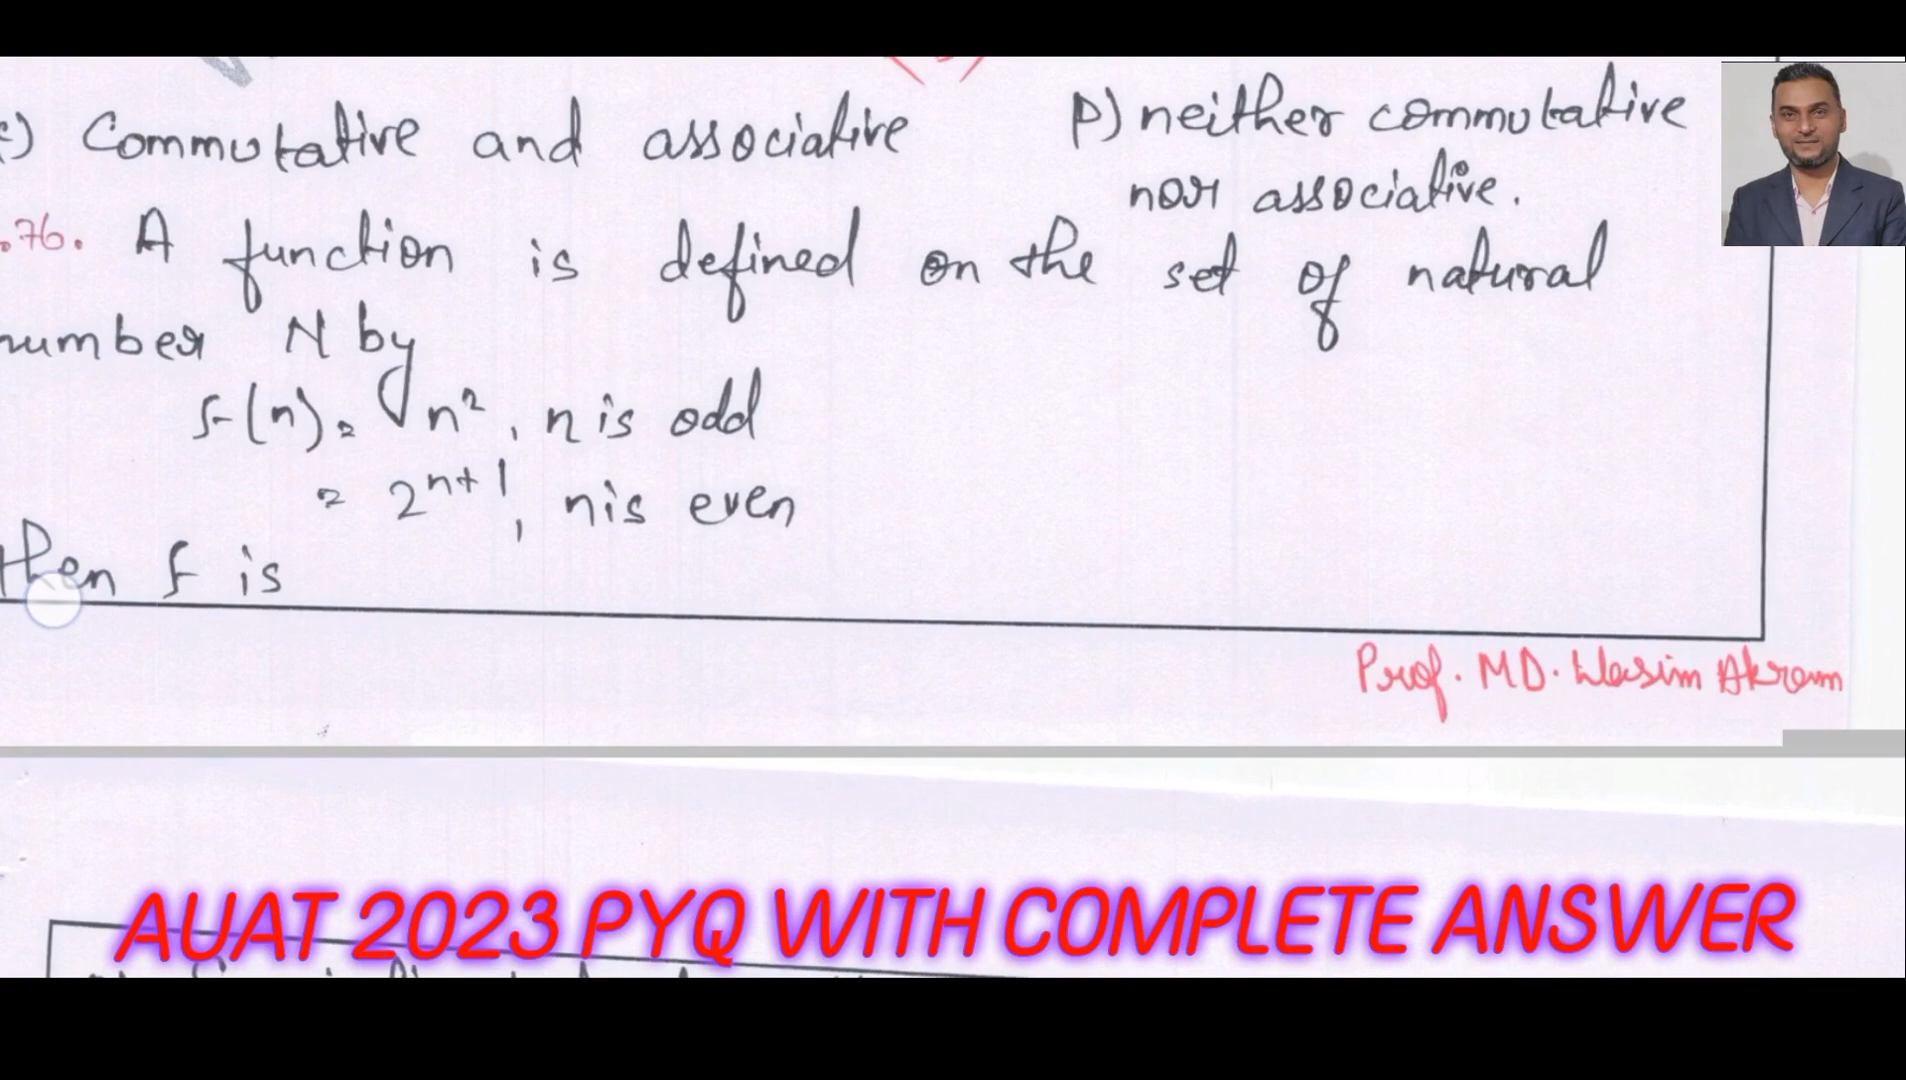 c) Commutative and associative
D) neither commutative
nor associative.
.76. A function is defined on the set of natural
number N by
f(n) = n², n is odd
= 2ⁿ⁺¹, n is even
then f is
Prof. MD. Wasim Akram
AUAT 2023 PYQ WITH COMPLETE ANSWER